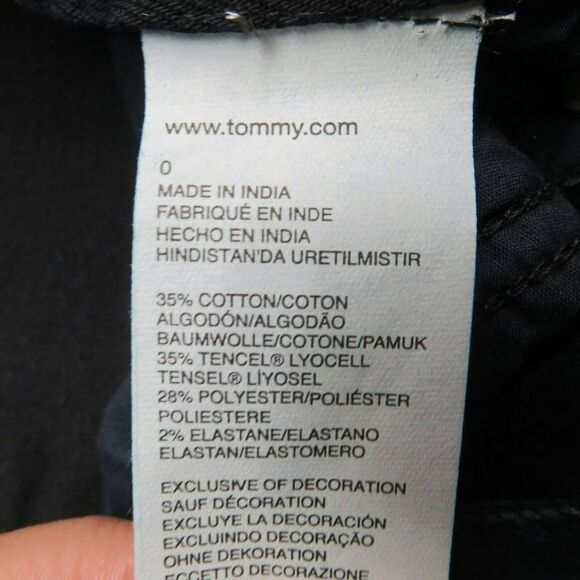 www.tommy.com
0
MADE IN INDIA
FABRIQUÉ EN INDE
HECHO EN INDIA
HINDISTAN'DA URETILMISTIR
35% COTTON/COTON
ALGODÓN/ALGODÃO
BAUMWOLLE/COTONE/PAMUK
35% TENCEL® LYOCELL
TENSEL® LİYOSEL
28% POLYESTER/POLIÉSTER
POLIESTERE
2% ELASTANE/ELASTANO
ELASTAN/ELASTOMERO
EXCLUSIVE OF DECORATION
SAUF DÉCORATION
EXCLUYE LA DECORACIÓN
EXCLUINDO DECORAÇÃO
OHNE DEKORATION
ECCETTO DECORAZIONE